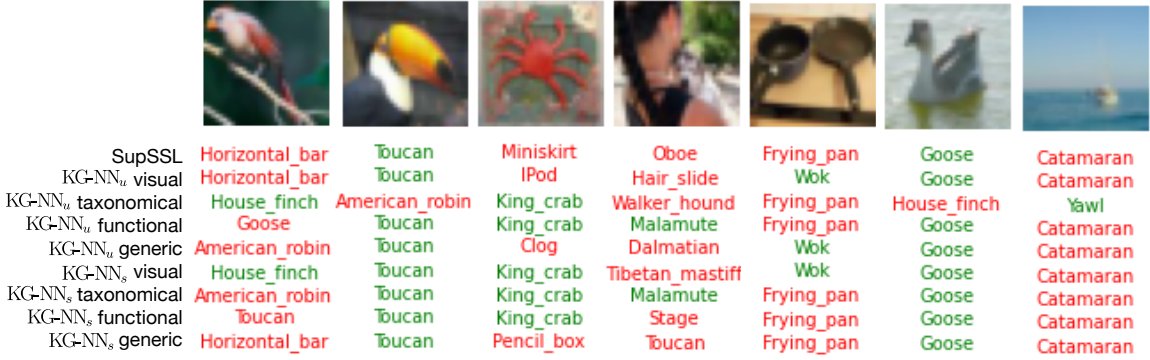 SupSSL Horizontal_bar Toucan Miniskirt Oboe Frying_pan Goose Catamaran
KG-NNu visual Horizontal_bar Toucan IPod Hair_slide Wok Goose Catamaran
KG-NNu taxonomical House_finch American_robin King_crab Walker_hound Frying_pan House_finch Yawl
KG-NNu functional Goose Toucan King_crab Malamute Frying_pan Goose Catamaran
KG-NNu generic American_robin Toucan Clog Dalmatian Wok Goose Catamaran
KG-NNs visual House_finch Toucan King_crab Tibetan_mastiff Wok Goose Catamaran
KG-NNs taxonomical American_robin Toucan King_crab Malamute Frying_pan Goose Catamaran
KG-NNs functional Toucan Toucan King_crab Stage Frying_pan Goose Catamaran
KG-NNs generic Horizontal_bar Toucan Pencil_box Toucan Frying_pan Goose Catamaran